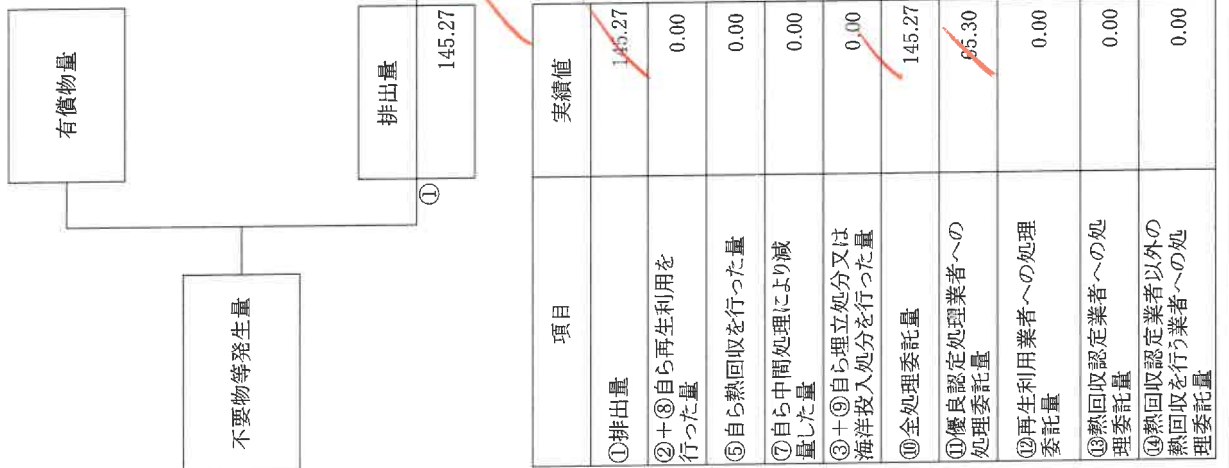 有償物量
不要物等発生量
排出量
①
145.27
項目
実績値
①排出量
145.27
②+⑧自ら再生利用を
行った量
0.00
⑤自ら熱回収を行った量
0.00
⑦自ら中間処理により減
量した量
0.00
③+⑨自ら埋立処分又は
海洋投入処分を行った量
0.00
⑩全処理委託量
145.27
⑪優良認定処理業者への
処理委託量
65.30
⑫再生利用業者への処理
委託量
0.00
⑬熱回収認定業者への処
理委託量
0.00
⑭熱回収認定業者以外の
熱回収を行う業者への処
理委託量
0.00